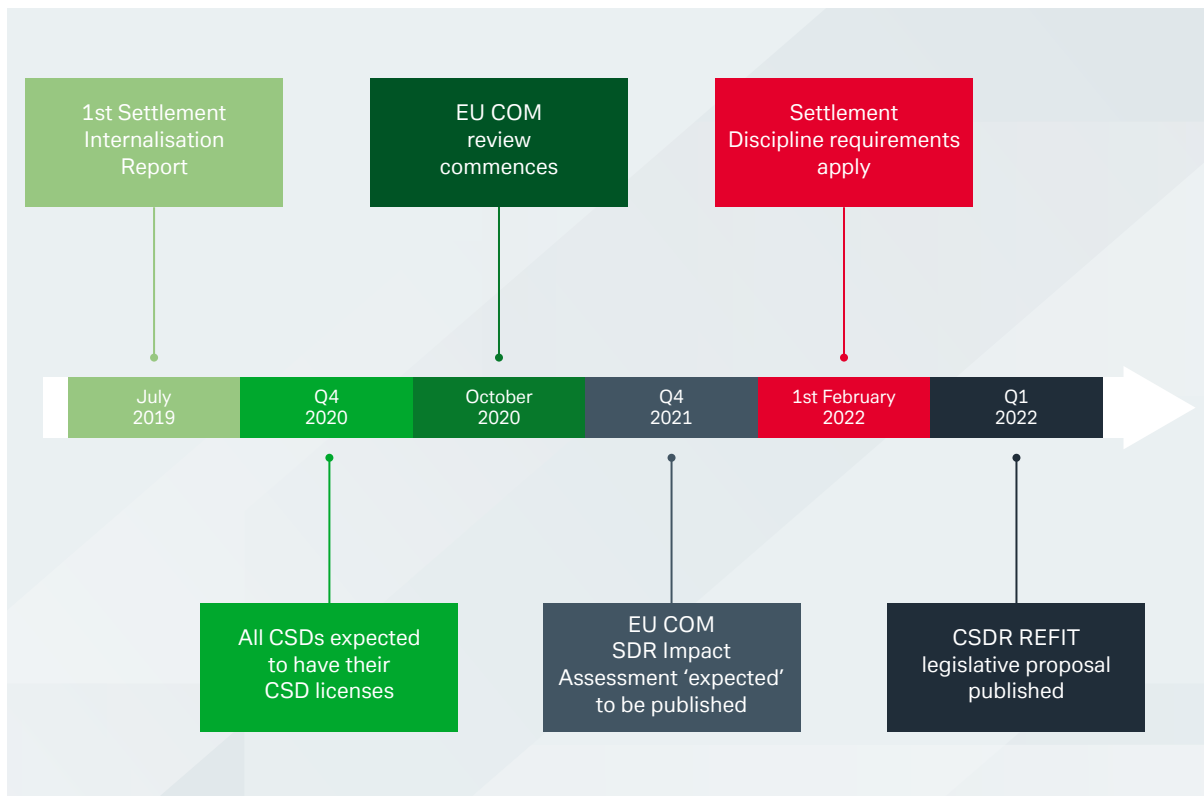 1st Settlement
Internalisation
Report
EU COM
review
commences
Settlement
Discipline requirements
apply
July
2019
Q4
2020
October
2020
Q4
2021
1st February
2022
Q1
2022
All CSDs expected
to have their
CSD licenses
EU COM
SDR Impact
Assessment ‘expected’
to be published
CSDR REFIT
legislative proposal
published